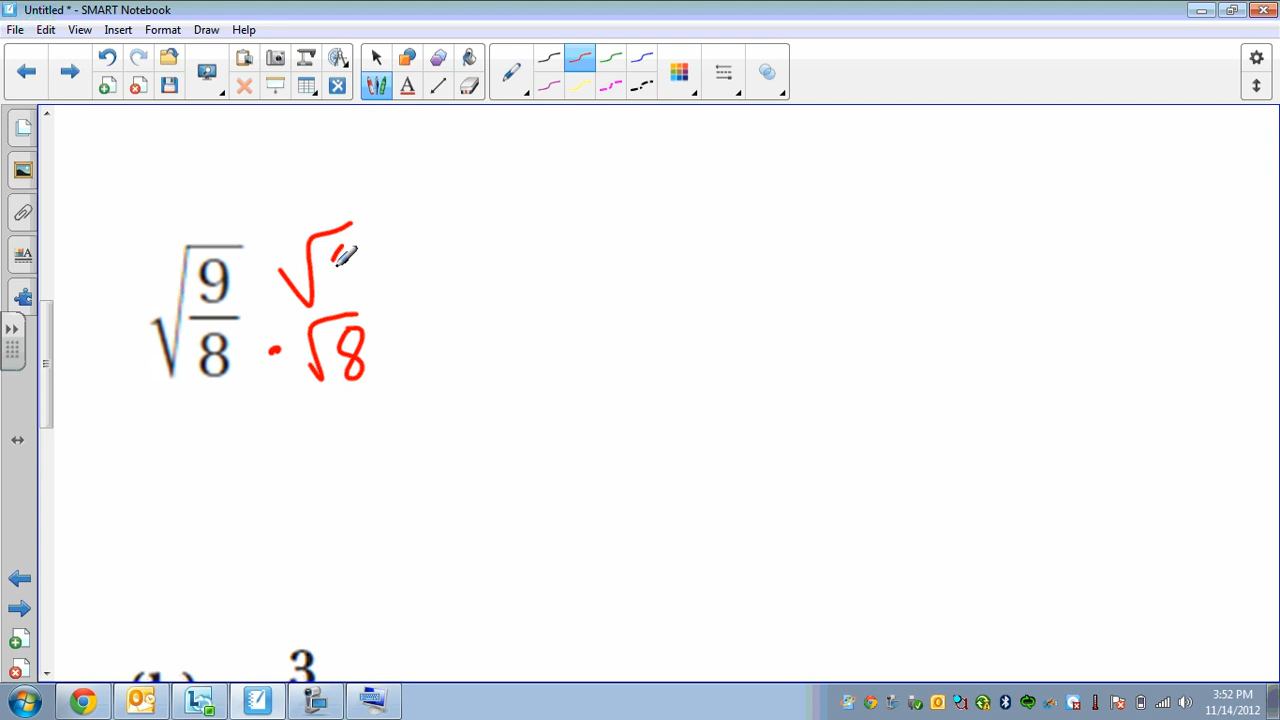 Untitled * - SMART Notebook
File Edit View Insert Format Draw Help
√(9/8) · √
√8
3
3:52 PM
11/14/2012